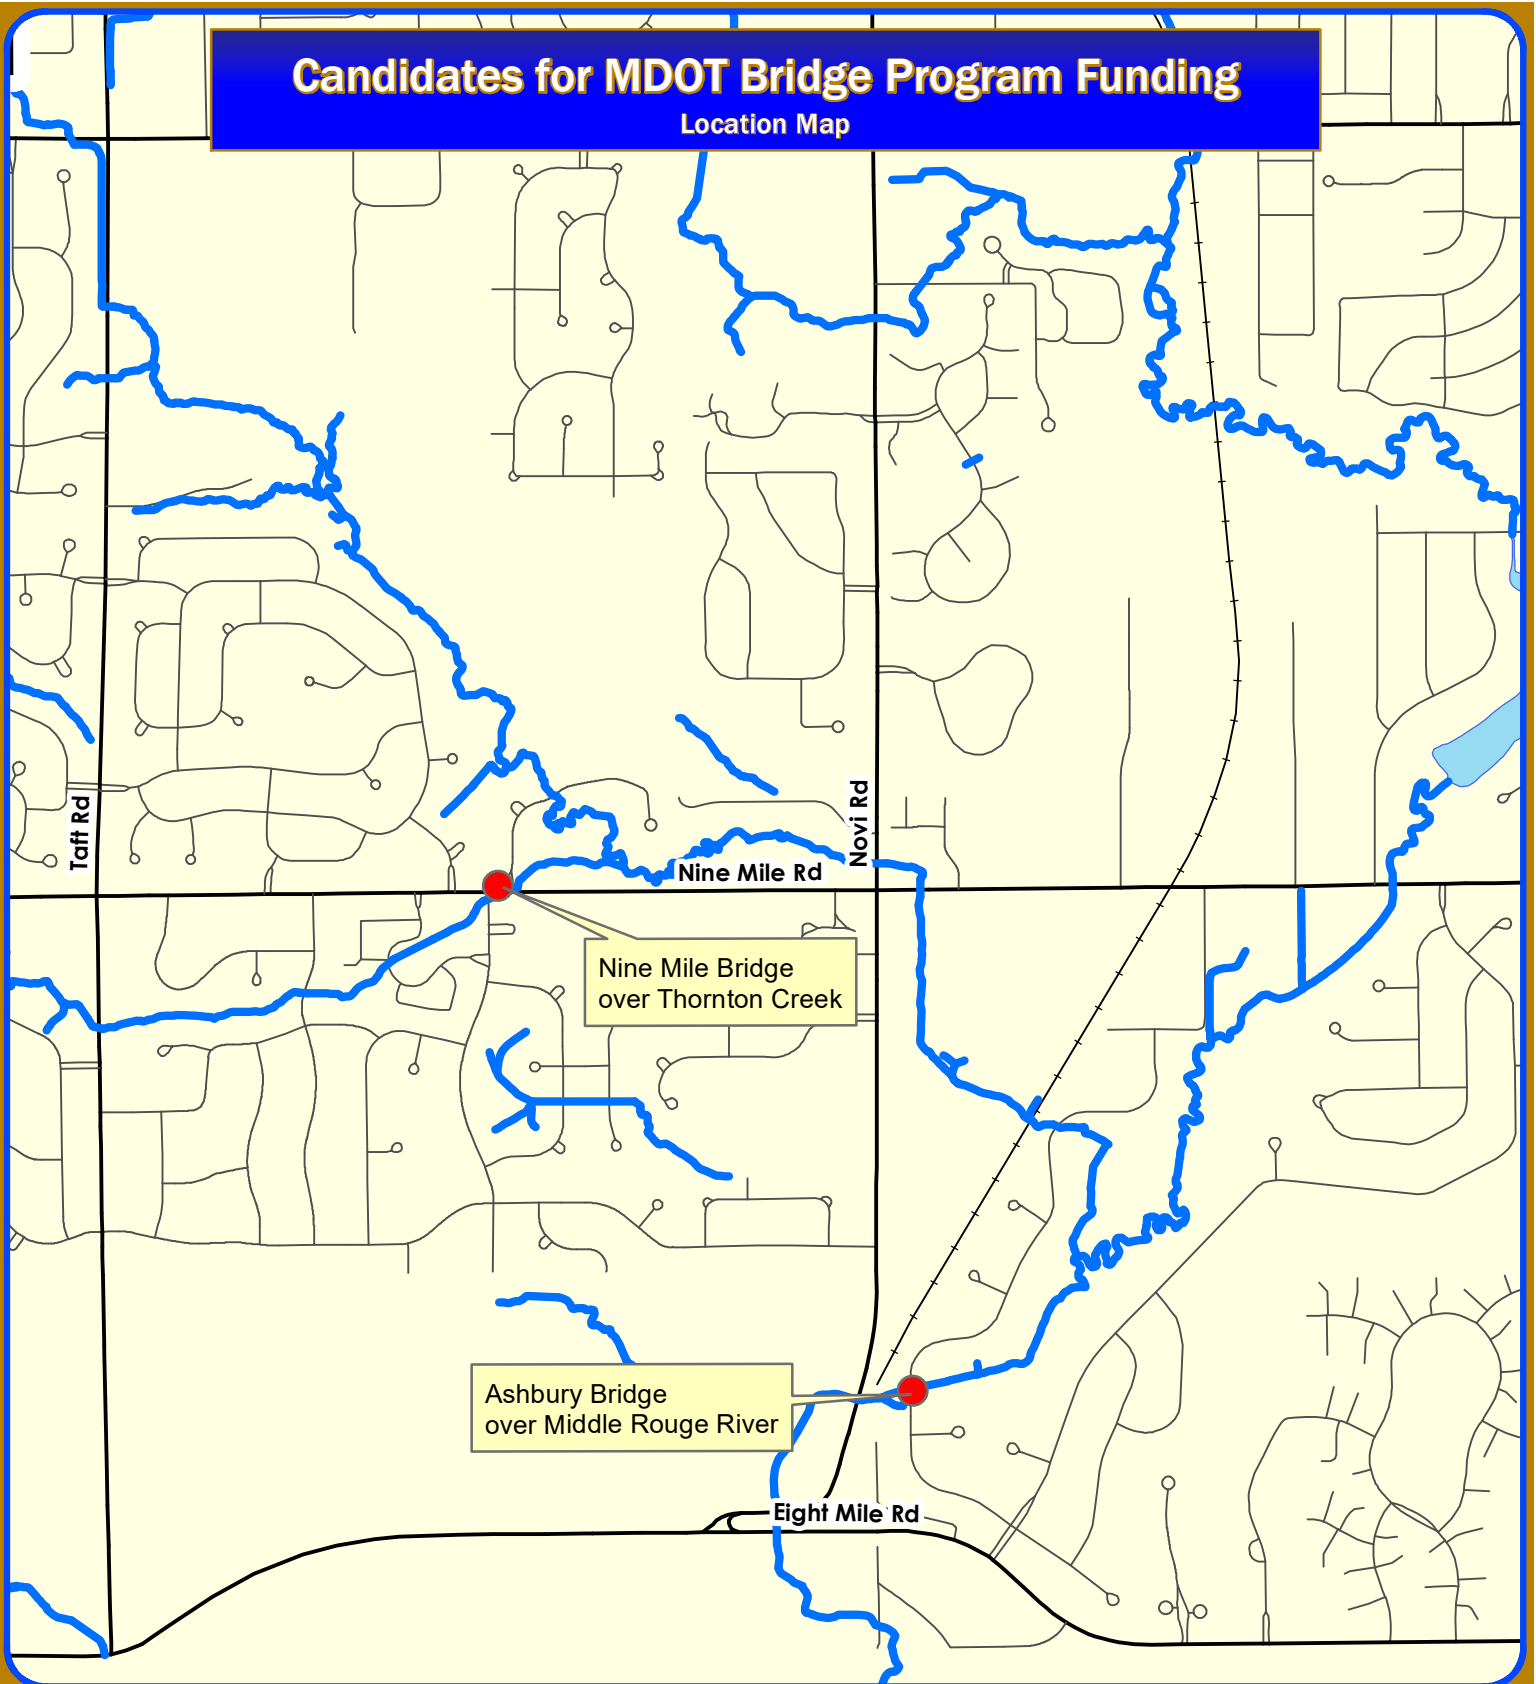 Candidates for MDOT Bridge Program Funding
Location Map
Taft Rd
Novi Rd
Nine Mile Rd
Nine Mile Bridge
over Thornton Creek
Ashbury Bridge
over Middle Rouge River
Eight Mile Rd